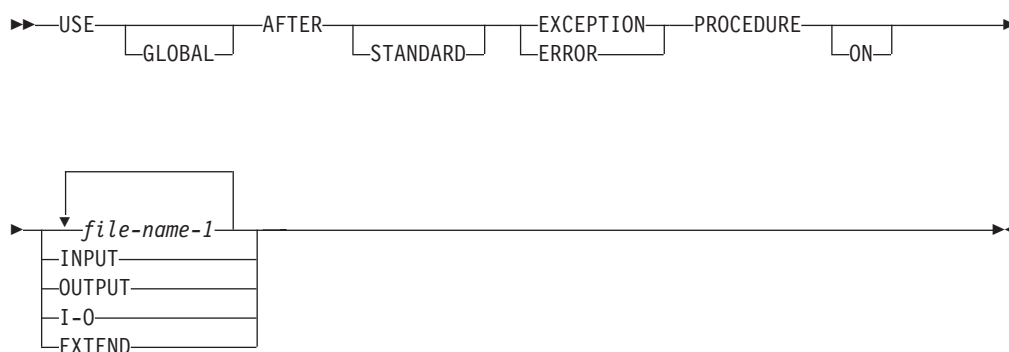 USE AFTER EXCEPTION PROCEDURE
GLOBAL STANDARD ERROR ON
file-name-1
INPUT
OUTPUT
I-O
EXTEND